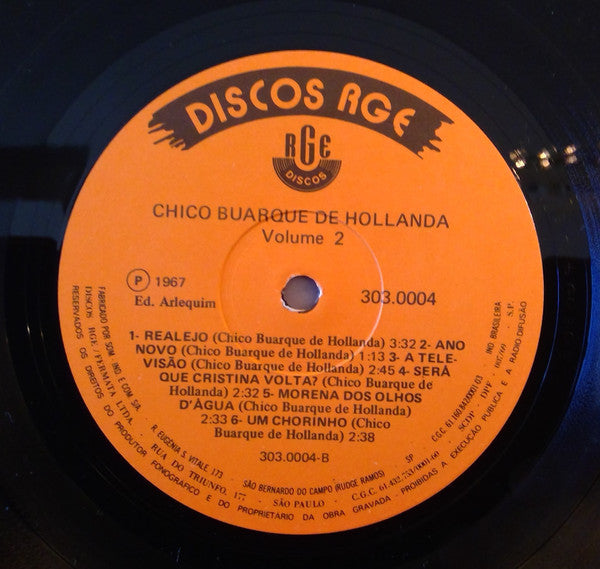 DISCOS RGE
RGE
DISCOS
CHICO BUARQUE DE HOLLANDA
Volume 2
P 1967
Ed. Arlequim
303.0004
1- REALEJO (Chico Buarque de Hollanda) 3:32 2- ANO
NOVO (Chico Buarque de Hollanda) 1:13 3- A TELE-
VISÃO (Chico Buarque de Hollanda) 2:45 4- SERÁ
QUE CRISTINA VOLTA? (Chico Buarque de
Hollanda) 2:32 5- MORENA DOS OLHOS
D'ÁGUA (Chico Buarque de Hollanda)
2:33 6- UM CHORINHO (Chico
Buarque de Hollanda) 2:38
303.0004-B
FABRICADO POR SOM IND. E COM. S/A. R. EUGÊNIA S. VITALE, 173 SÃO BERNARDO DO CAMPO (RUDGE RAMOS) SP IND BRASILEIRA
DISCOS RGE/FERMATA LTDA. RUA DO TRIUNFO, 177 SÃO PAULO C.G.C. SCDP DPF S.P.
RESERVADOS OS DIREITOS DO PRODUTOR FONOGRÁFICO E DO PROPRIETÁRIO DA OBRA GRAVADA - PROIBIDAS A EXECUÇÃO PÚBLICA E A RADIO-DIFUSÃO